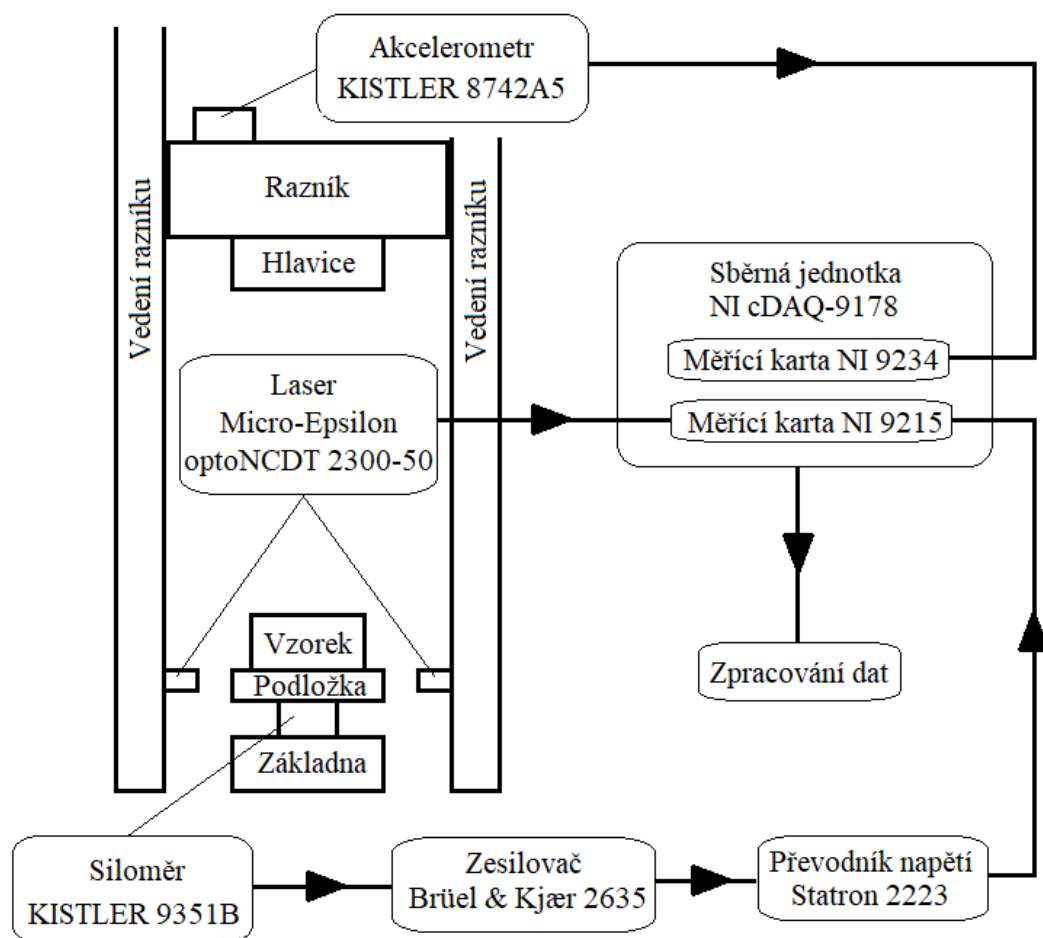 Akcelerometr
KISTLER 8742A5
Razník
Hlavice
Vedení razníku
Vedení razníku
Sběrná jednotka
NI cDAQ-9178
Měřící karta NI 9234
Měřící karta NI 9215
Laser
Micro-Epsilon
optoNCDT 2300-50
Vzorek
Podložka
Základna
Zpracování dat
Siloměr
KISTLER 9351B
Zesilovač
Brüel & Kjær 2635
Převodník napětí
Statron 2223